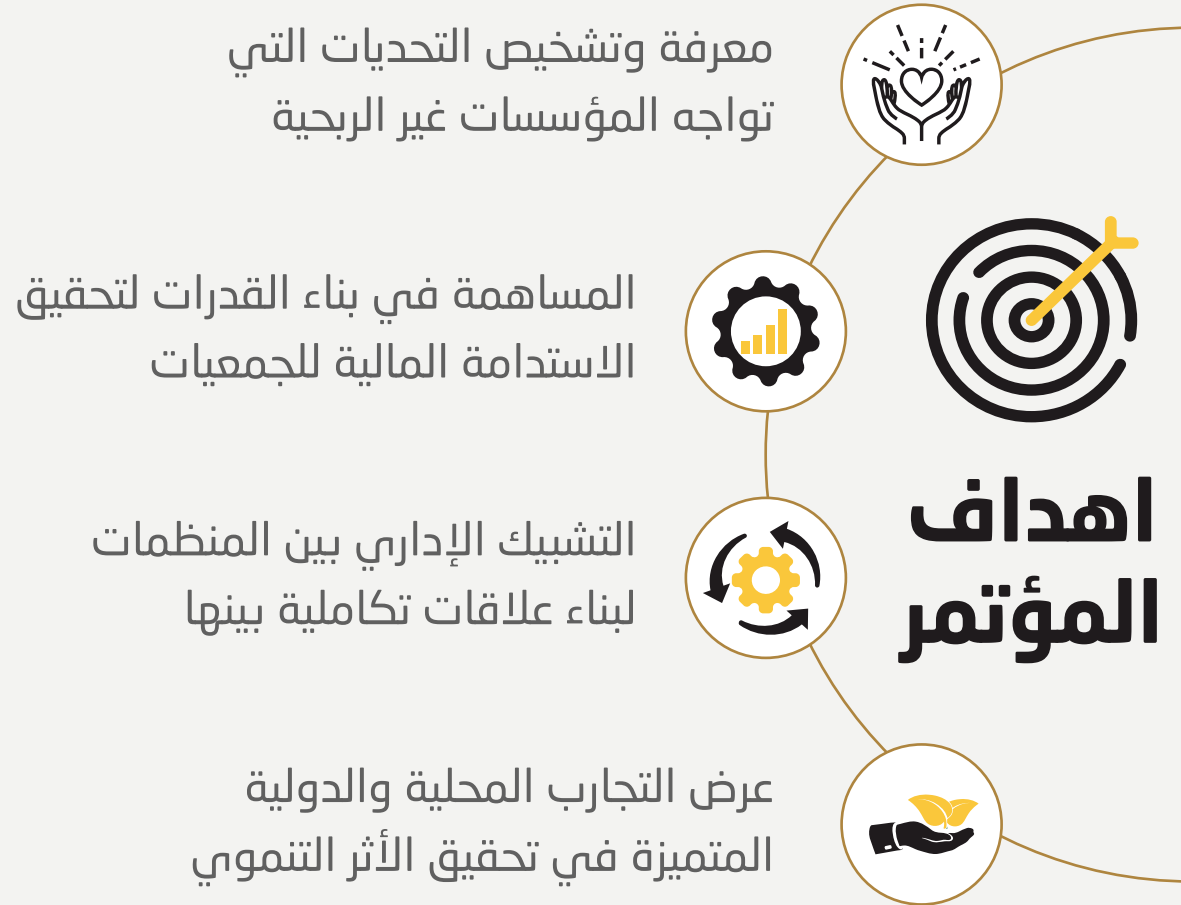 اهداف
المؤتمر
معرفة وتشخيص التحديات التي
تواجه المؤسسات غير الربحية
المساهمة في بناء القدرات لتحقيق
الاستدامة المالية للجمعيات
التشبيك الإداري بين المنظمات
لبناء علاقات تكاملية بينها
عرض التجارب المحلية والدولية
المتميزة في تحقيق الأثر التنموي